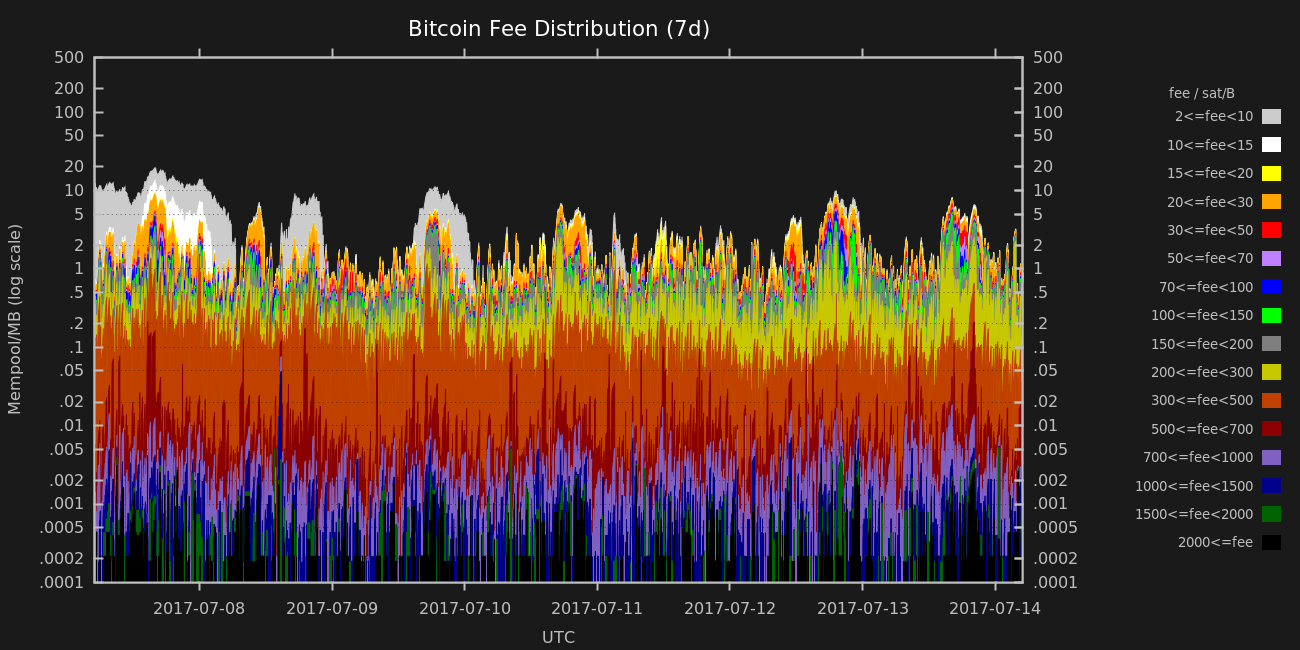 Bitcoin Fee Distribution (7d)
500
200
100
50
20
10
5
2
1
.5
.2
.1
.05
.02
.01
.005
.002
.001
.0005
.0002
.0001
Mempool/MB (log scale)
500
200
100
50
20
10
5
2
1
.5
.2
.1
.05
.02
.01
.005
.002
.001
.0005
.0002
.0001
2017-07-08
2017-07-09
2017-07-10
2017-07-11
2017-07-12
2017-07-13
2017-07-14
UTC
fee / sat/B
2<=fee<10
10<=fee<15
15<=fee<20
20<=fee<30
30<=fee<50
50<=fee<70
70<=fee<100
100<=fee<150
150<=fee<200
200<=fee<300
300<=fee<500
500<=fee<700
700<=fee<1000
1000<=fee<1500
1500<=fee<2000
2000<=fee